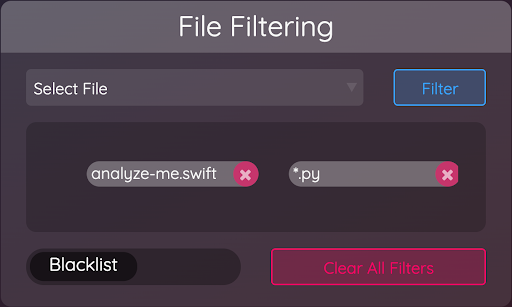 File Filtering
Select File
Filter
analyze-me.swift
*.py
Blacklist
Clear All Filters